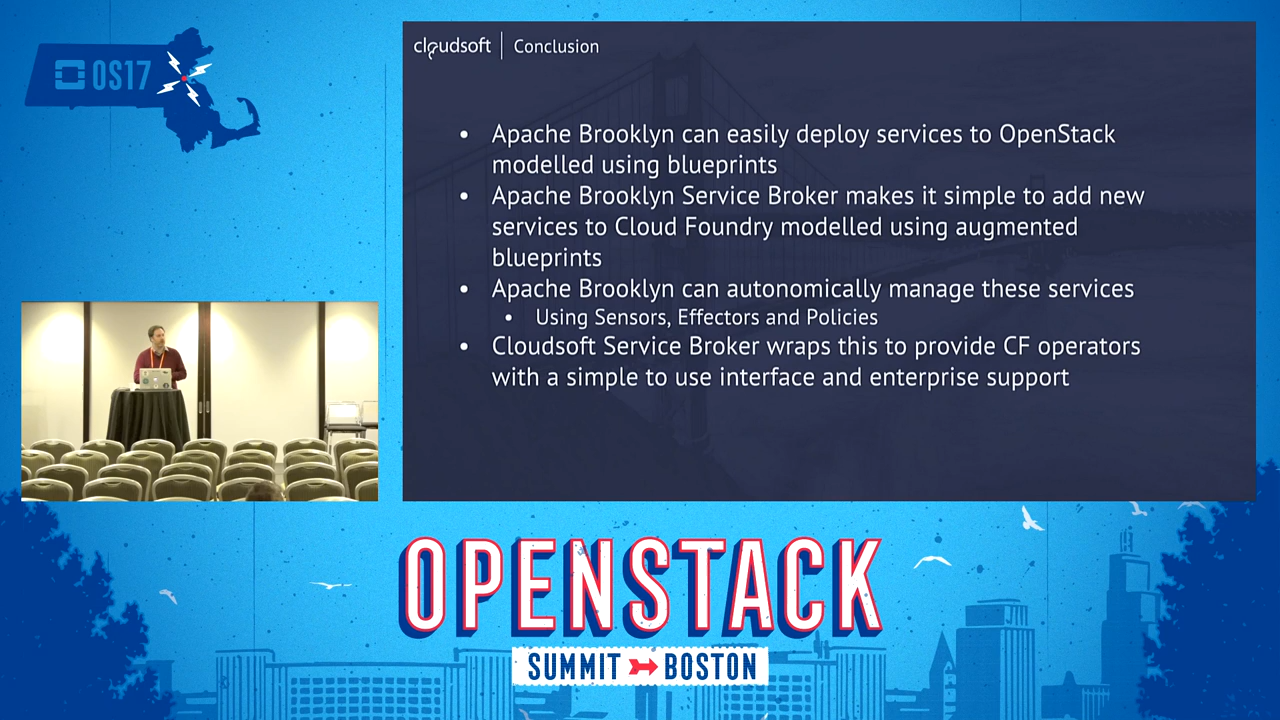 OS17
cloudsoft
Conclusion
• Apache Brooklyn can easily deploy services to OpenStack
modelled using blueprints
• Apache Brooklyn Service Broker makes it simple to add new
services to Cloud Foundry modelled using augmented
blueprints
• Apache Brooklyn can autonomically manage these services
• Using Sensors, Effectors and Policies
• Cloudsoft Service Broker wraps this to provide CF operators
with a simple to use interface and enterprise support
OPENSTACK
SUMMIT BOSTON